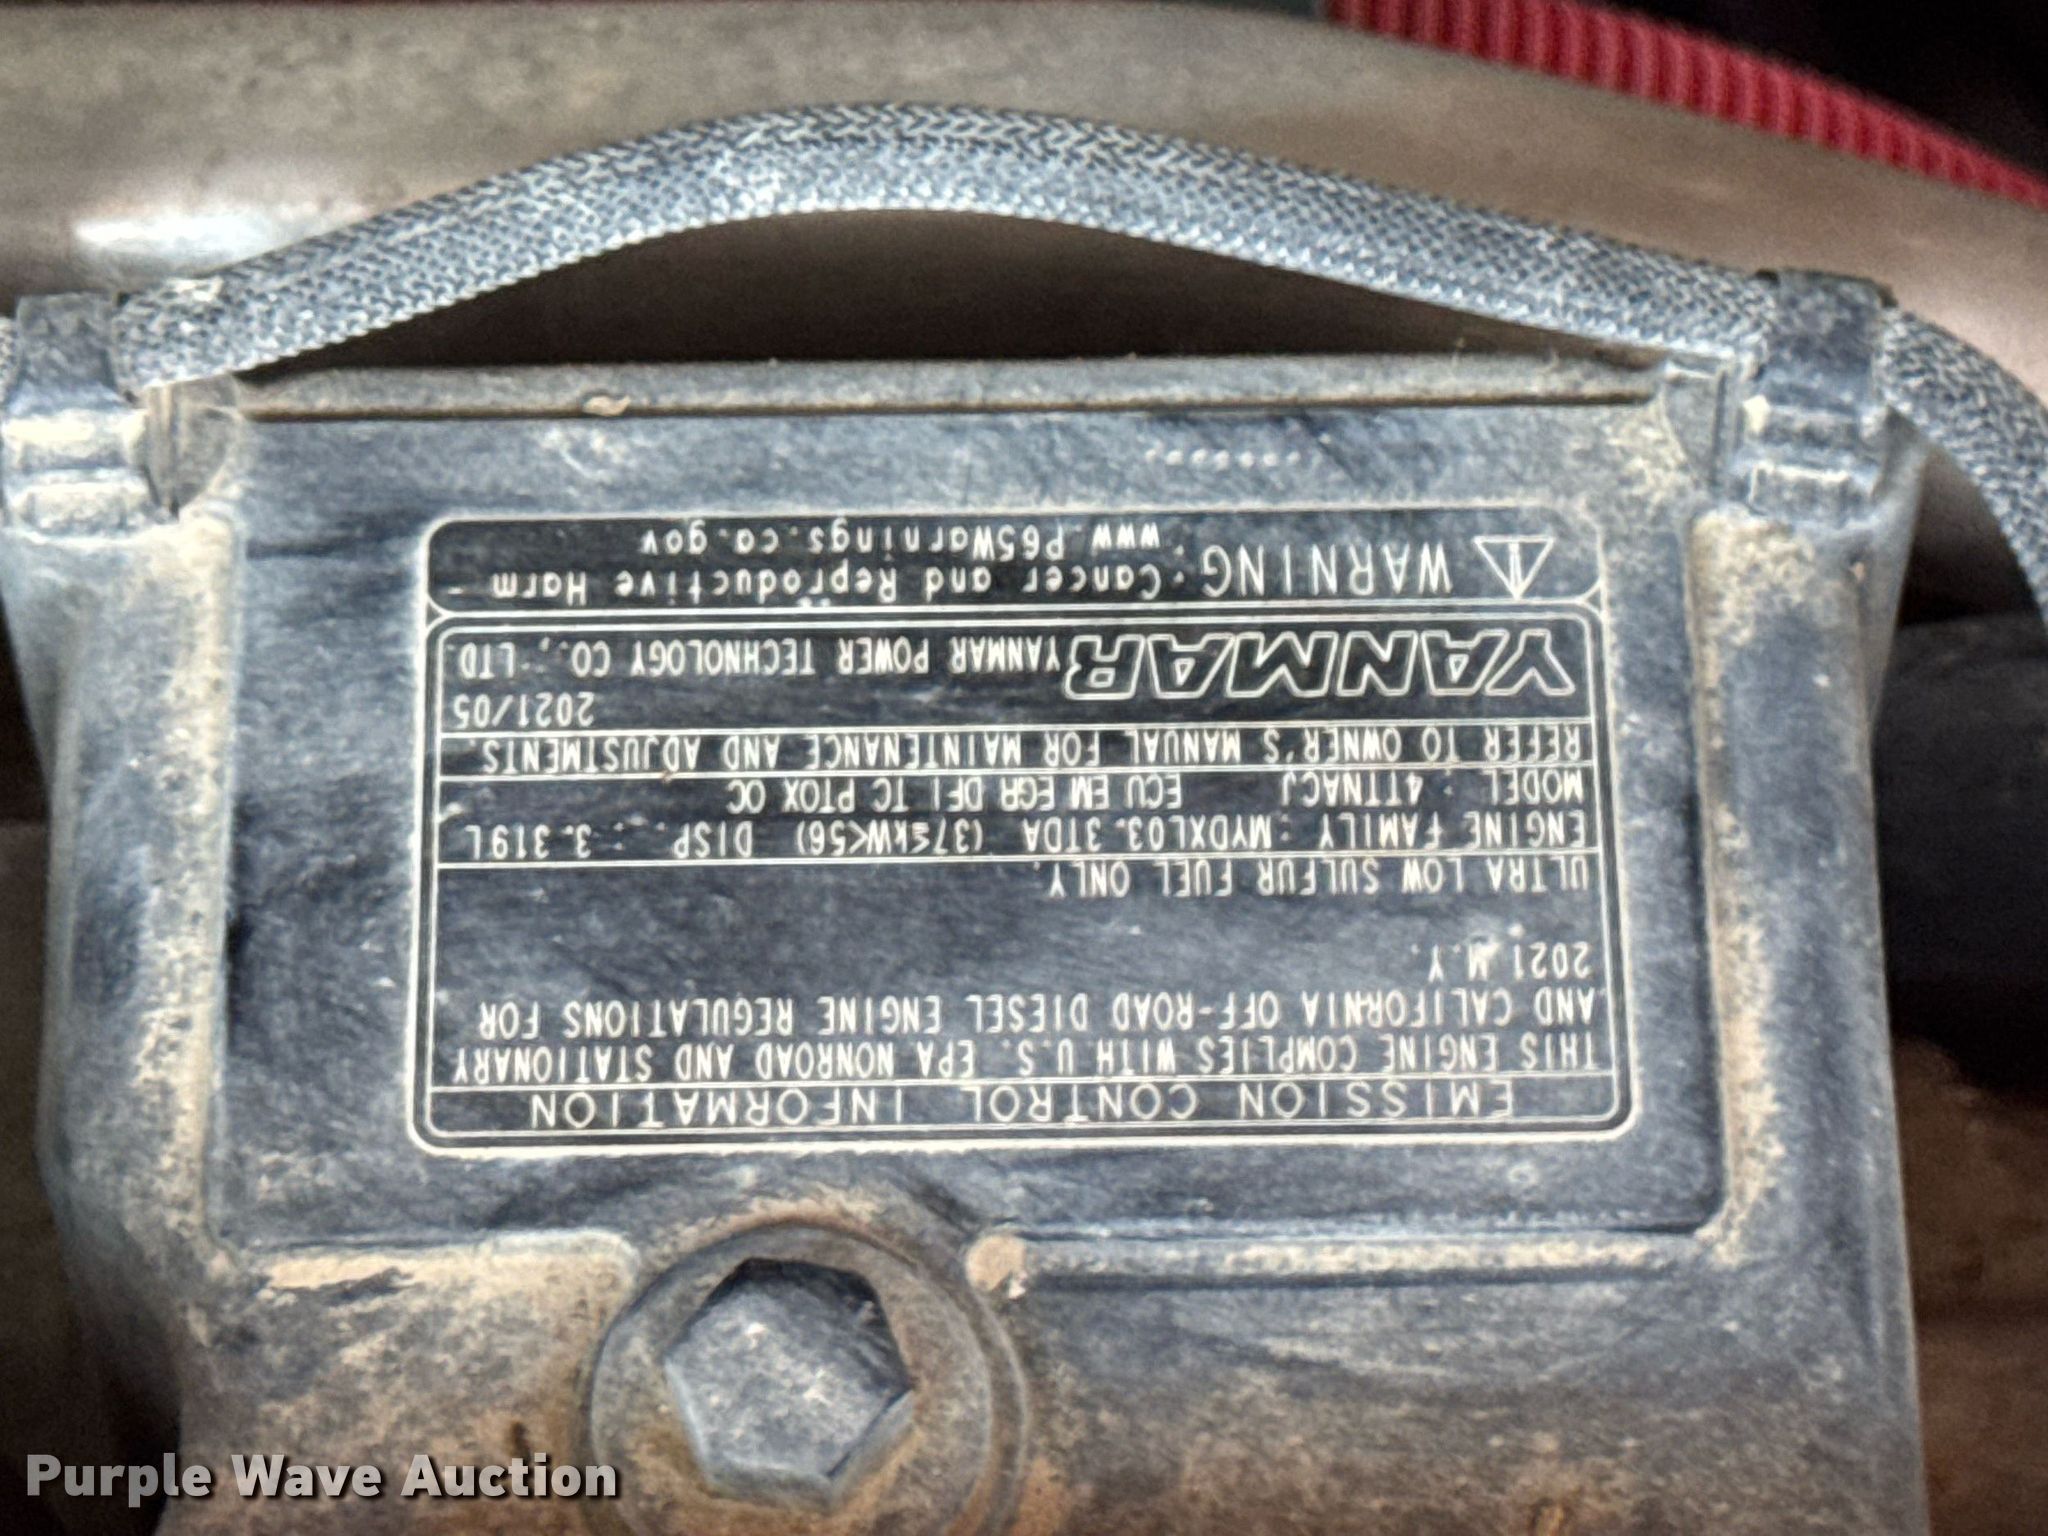 EMISSION CONTROL INFORMATION
THIS ENGINE COMPLIES WITH U.S. EPA NONROAD AND STATIONARY
AND CALIFORNIA OFF-ROAD DIESEL ENGINE REGULATIONS FOR
2021 M.Y.
ULTRA LOW SULFUR FUEL ONLY.
ENGINE FAMILY : MYDXL03.3TDA (37≤kW<56) DISP. : 3.319L
MODEL : 4TTNACJ ECU EM EGR DFI TC PTOX OC
REFER TO OWNER'S MANUAL FOR MAINTENANCE AND ADJUSTMENTS.
2021/05
YANMAR YANMAR POWER TECHNOLOGY CO., LTD.
WARNING: Cancer and Reproductive Harm -
www.P65Warnings.ca.gov
Purple Wave Auction